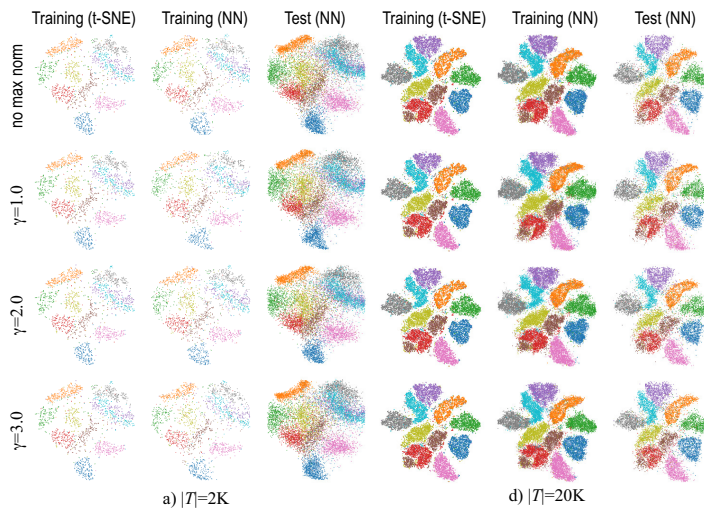 Training (t-SNE) Training (NN) Test (NN) Training (t-SNE) Training (NN) Test (NN)
no max norm
γ=1.0
γ=2.0
γ=3.0
a) |T|=2K d) |T|=20K